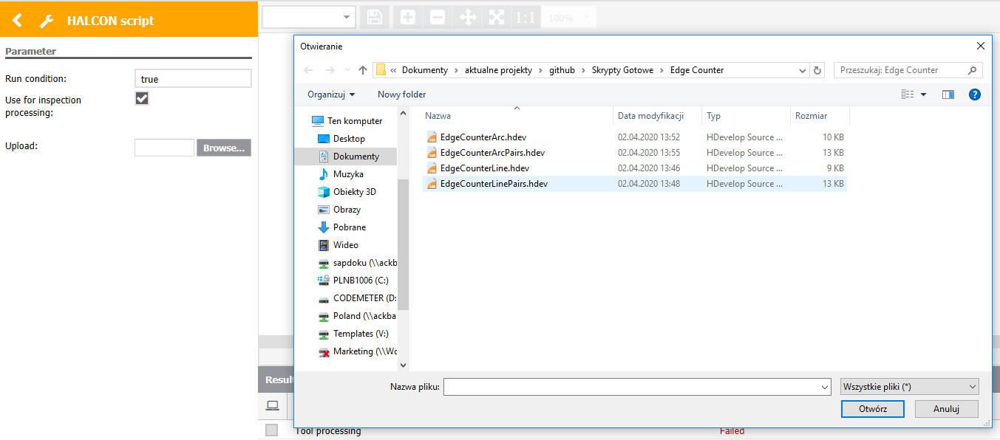 HALCON script
Parameter
Run condition:
true
Use for inspection
processing:
Upload:
Browse...
1:1
100%
Otwieranie
« Dokumenty › aktualne projekty › github › Skrypty Gotowe › Edge Counter
Przeszukaj: Edge Counter
Organizuj
Nowy folder
Ten komputer
Desktop
Dokumenty
Muzyka
Obiekty 3D
Obrazy
Pobrane
Wideo
sapdoku (\\ackb
PLNB1006 (C:)
CODEMETER (D:
Poland (\\ackba
Templates (V:)
Marketing (\\Wc
Nazwa Data modyfikacji Typ Rozmiar
EdgeCounterArc.hdev 02.04.2020 13:52 HDevelop Source ... 10 KB
EdgeCounterArcPairs.hdev 02.04.2020 13:55 HDevelop Source ... 13 KB
EdgeCounterLine.hdev 02.04.2020 13:46 HDevelop Source ... 9 KB
EdgeCounterLinePairs.hdev 02.04.2020 13:48 HDevelop Source ... 13 KB
Nazwa pliku:
Wszystkie pliki (*)
Otwórz
Anuluj
Result
Tool processing
Failed